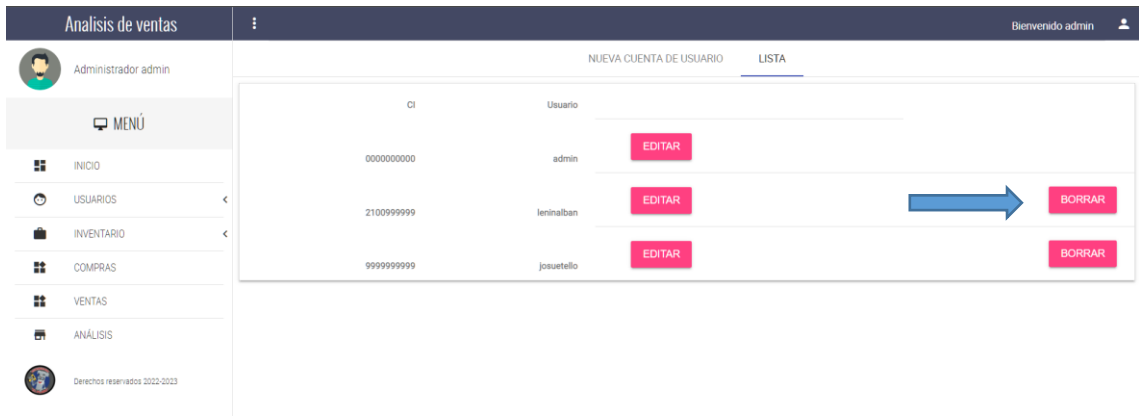 Analisis de ventas
Bienvenido admin
Administrador admin
MENÚ
INICIO
USUARIOS
INVENTARIO
COMPRAS
VENTAS
ANÁLISIS
Derechos reservados 2022-2023
NUEVA CUENTA DE USUARIO LISTA
CI Usuario
0000000000 admin EDITAR
2100999999 leninalban EDITAR BORRAR
9999999999 josuetello EDITAR BORRAR